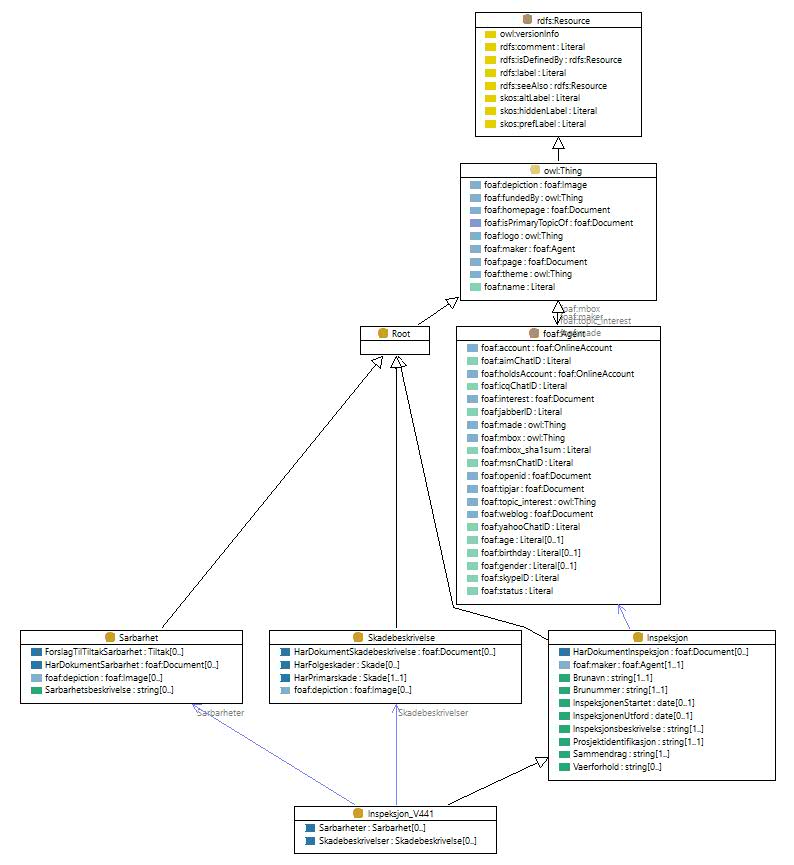 rdfs:Resource
owl:versionInfo
rdfs:comment : Literal
rdfs:isDefinedBy : rdfs:Resource
rdfs:label : Literal
rdfs:seeAlso : rdfs:Resource
skos:altLabel : Literal
skos:hiddenLabel : Literal
skos:prefLabel : Literal
owl:Thing
foaf:depiction : foaf:Image
foaf:fundedBy : owl:Thing
foaf:homepage : foaf:Document
foaf:isPrimaryTopicOf : foaf:Document
foaf:logo : owl:Thing
foaf:maker : foaf:Agent
foaf:page : foaf:Document
foaf:theme : owl:Thing
foaf:name : Literal
foaf:mbox
foaf:maker
foaf:topic_interest
foaf:made
Root
foaf:Agent
foaf:account : foaf:OnlineAccount
foaf:aimChatID : Literal
foaf:holdsAccount : foaf:OnlineAccount
foaf:icqChatID : Literal
foaf:interest : foaf:Document
foaf:jabberID : Literal
foaf:made : owl:Thing
foaf:mbox : owl:Thing
foaf:mbox_sha1sum : Literal
foaf:msnChatID : Literal
foaf:openid : foaf:Document
foaf:tipjar : foaf:Document
foaf:topic_interest : owl:Thing
foaf:weblog : foaf:Document
foaf:yahooChatID : Literal
foaf:age : Literal[0..1]
foaf:birthday : Literal[0..1]
foaf:gender : Literal[0..1]
foaf:skypeID : Literal
foaf:status : Literal
Sarbarhet
ForslagTilTiltakSarbarhet : Tiltak[0..]
HarDokumentSarbarhet : foaf:Document[0..]
foaf:depiction : foaf:Image[0..]
Sarbarhetsbeskrivelse : string[0..]
Skadebeskrivelse
HarDokumentSkadebeskrivelse : foaf:Document[0..]
HarFolgeskader : Skade[0..]
HarPrimarskade : Skade[1..1]
foaf:depiction : foaf:Image[0..]
Inspeksjon
HarDokumentInspeksjon : foaf:Document[0..]
foaf:maker : foaf:Agent[1..1]
Brunavn : string[1..1]
Brunummer : string[1..1]
InspeksjonenStartet : date[0..1]
InspeksjonenUtford : date[0..1]
Inspeksjonsbeskrivelse : string[1..]
Prosjektidentifikasjon : string[1..1]
Sammendrag : string[1..]
Vaerforhold : string[0..]
Sarbarheter
Skadebeskrivelser
Inspeksjon_V441
Sarbarheter : Sarbarhet[0..]
Skadebeskrivelser : Skadebeskrivelse[0..]